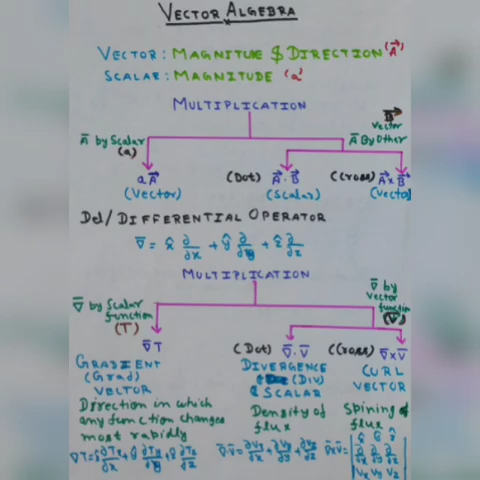 VECTOR ALGEBRA
VECTOR: MAGNITUE & DIRECTION (A⃗)
SCALAR: MAGNITUDE (a)
MULTIPLICATION
A̅ by Scalar (a)
B⃗ Vector
A̅ By Other
aA⃗ (Dot) A⃗·B⃗ (Cross) A⃗×B⃗
(Vector) (Scalar) (Vector)
Del/DIFFERENTIAL OPERATOR
∇̅ = x̂ ∂/∂x + ŷ ∂/∂y + ẑ ∂/∂z
MULTIPLICATION
∇̅ by Scalar function (T)
∇̅ by Vector function (V̅)
∇̅T (Dot) ∇̅·V̅ (Cross) ∇̅×V̅
GRADIENT DIVERGENCE CURL
(Grad) (Div) VECTOR
VECTOR SCALAR
Direction in which Density of Spining of
any function changes flux flux
most rapidly